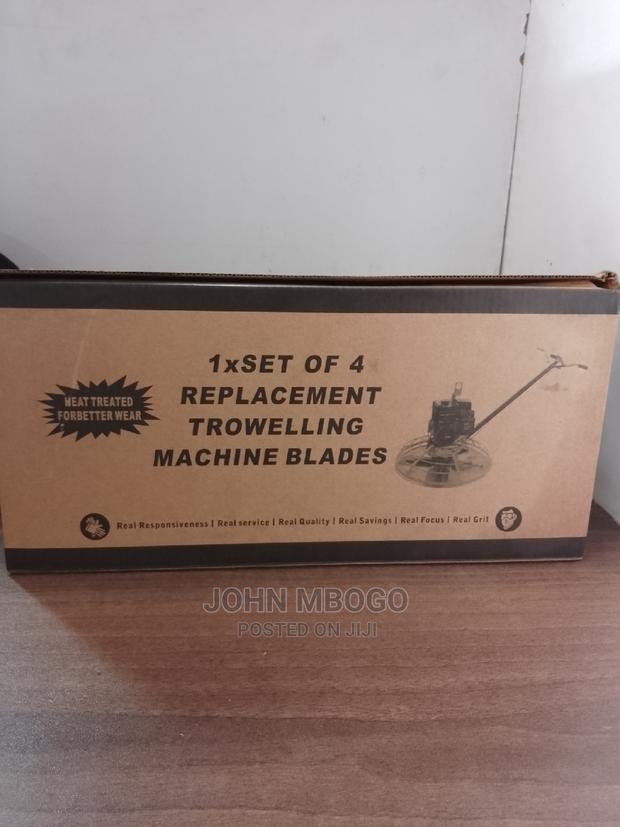 1xSET OF 4
REPLACEMENT
TROWELLING
MACHINE BLADES
MEAT TREATED
FORBETTER WEAR
Real Responsiveness | Real service | Real Quality | Real Savings | Real Focus | Real Grit
JOHN MBOGO
POSTED ON JIJI